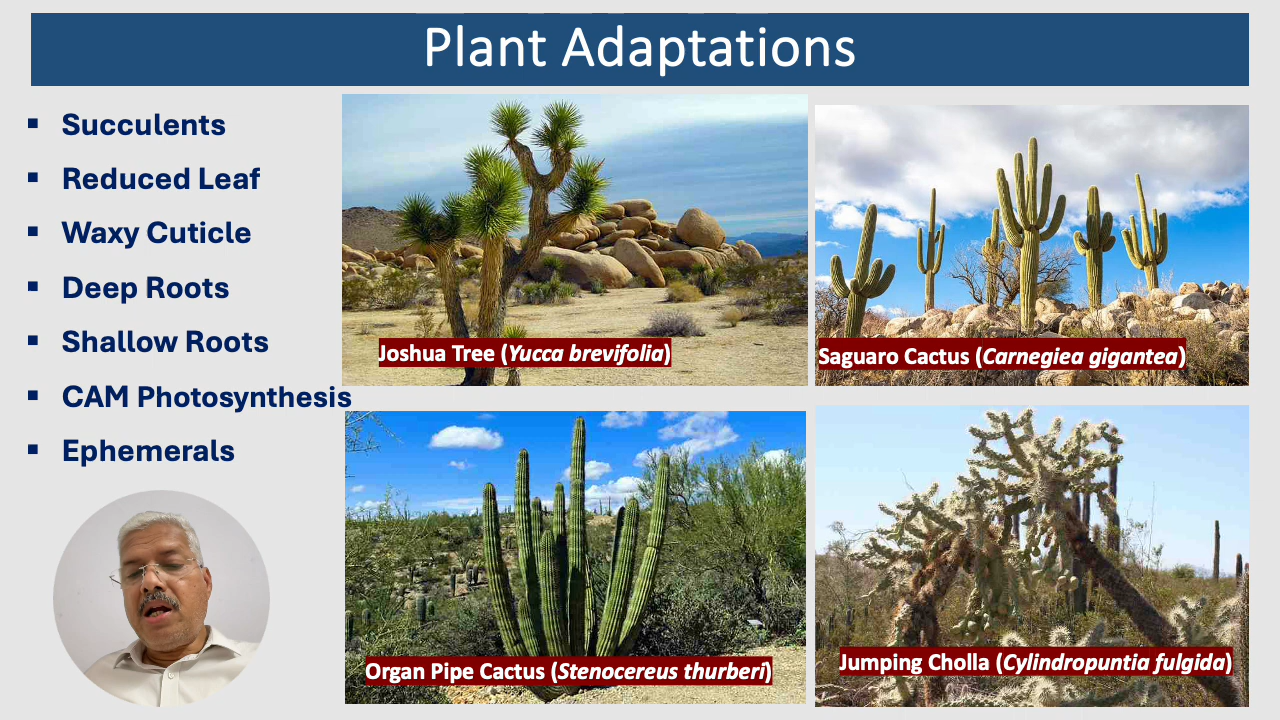 Plant Adaptations
Succulents
Reduced Leaf
Waxy Cuticle
Deep Roots
Shallow Roots
CAM Photosynthesis
Ephemerals
Joshua Tree (Yucca brevifolia)
Saguaro Cactus (Carnegiea gigantea)
Organ Pipe Cactus (Stenocereus thurberi)
Jumping Cholla (Cylindropuntia fulgida)